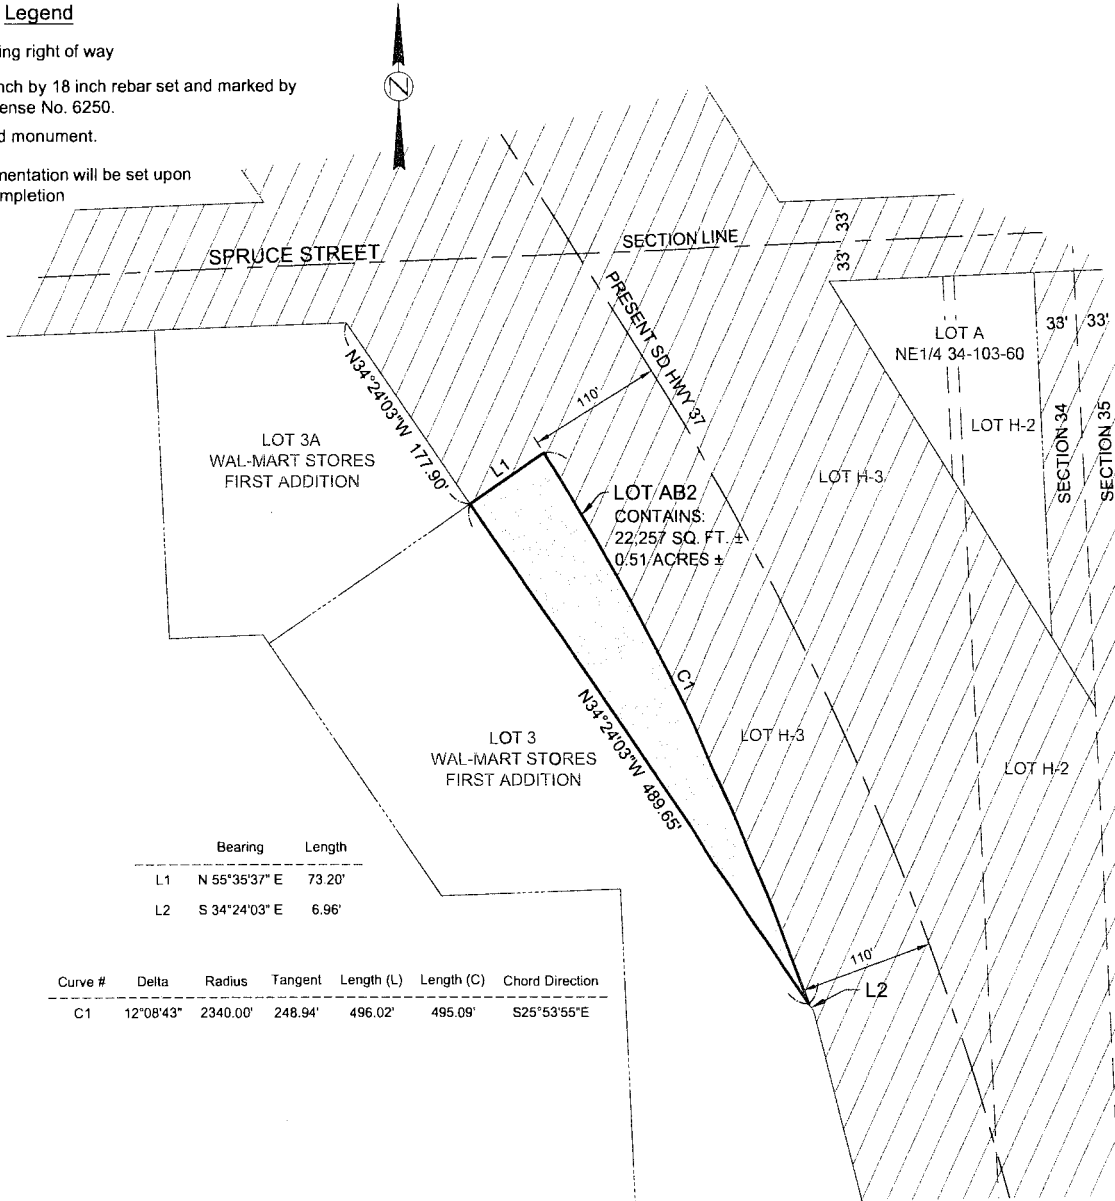 Legend
ing right of way
nch by 18 inch rebar set and marked by
ense No. 6250.
d monument.
mentation will be set upon
mpletion
N
SPRUCE STREET
SECTION LINE
33'
33'
PRESENT SD HWY 37
110'
LOT A
NE1/4 34-103-60
33'
33'
LOT H-2
SECTION 34
SECTION 35
N34°24'03"W 177.90'
LOT 3A
WAL-MART STORES
FIRST ADDITION
L1
LOT AB2
CONTAINS:
22,257 SQ. FT. ±
0.51 ACRES ±
LOT H-3
C1
N34°24'03"W 489.65'
LOT 3
WAL-MART STORES
FIRST ADDITION
LOT H-3
LOT H-2
110'
L2
Bearing Length
L1 N 55°35'37" E 73.20'
L2 S 34°24'03" E 6.96'
Curve # Delta Radius Tangent Length (L) Length (C) Chord Direction
C1 12°08'43" 2340.00' 248.94' 496.02' 495.09' S25°53'55"E